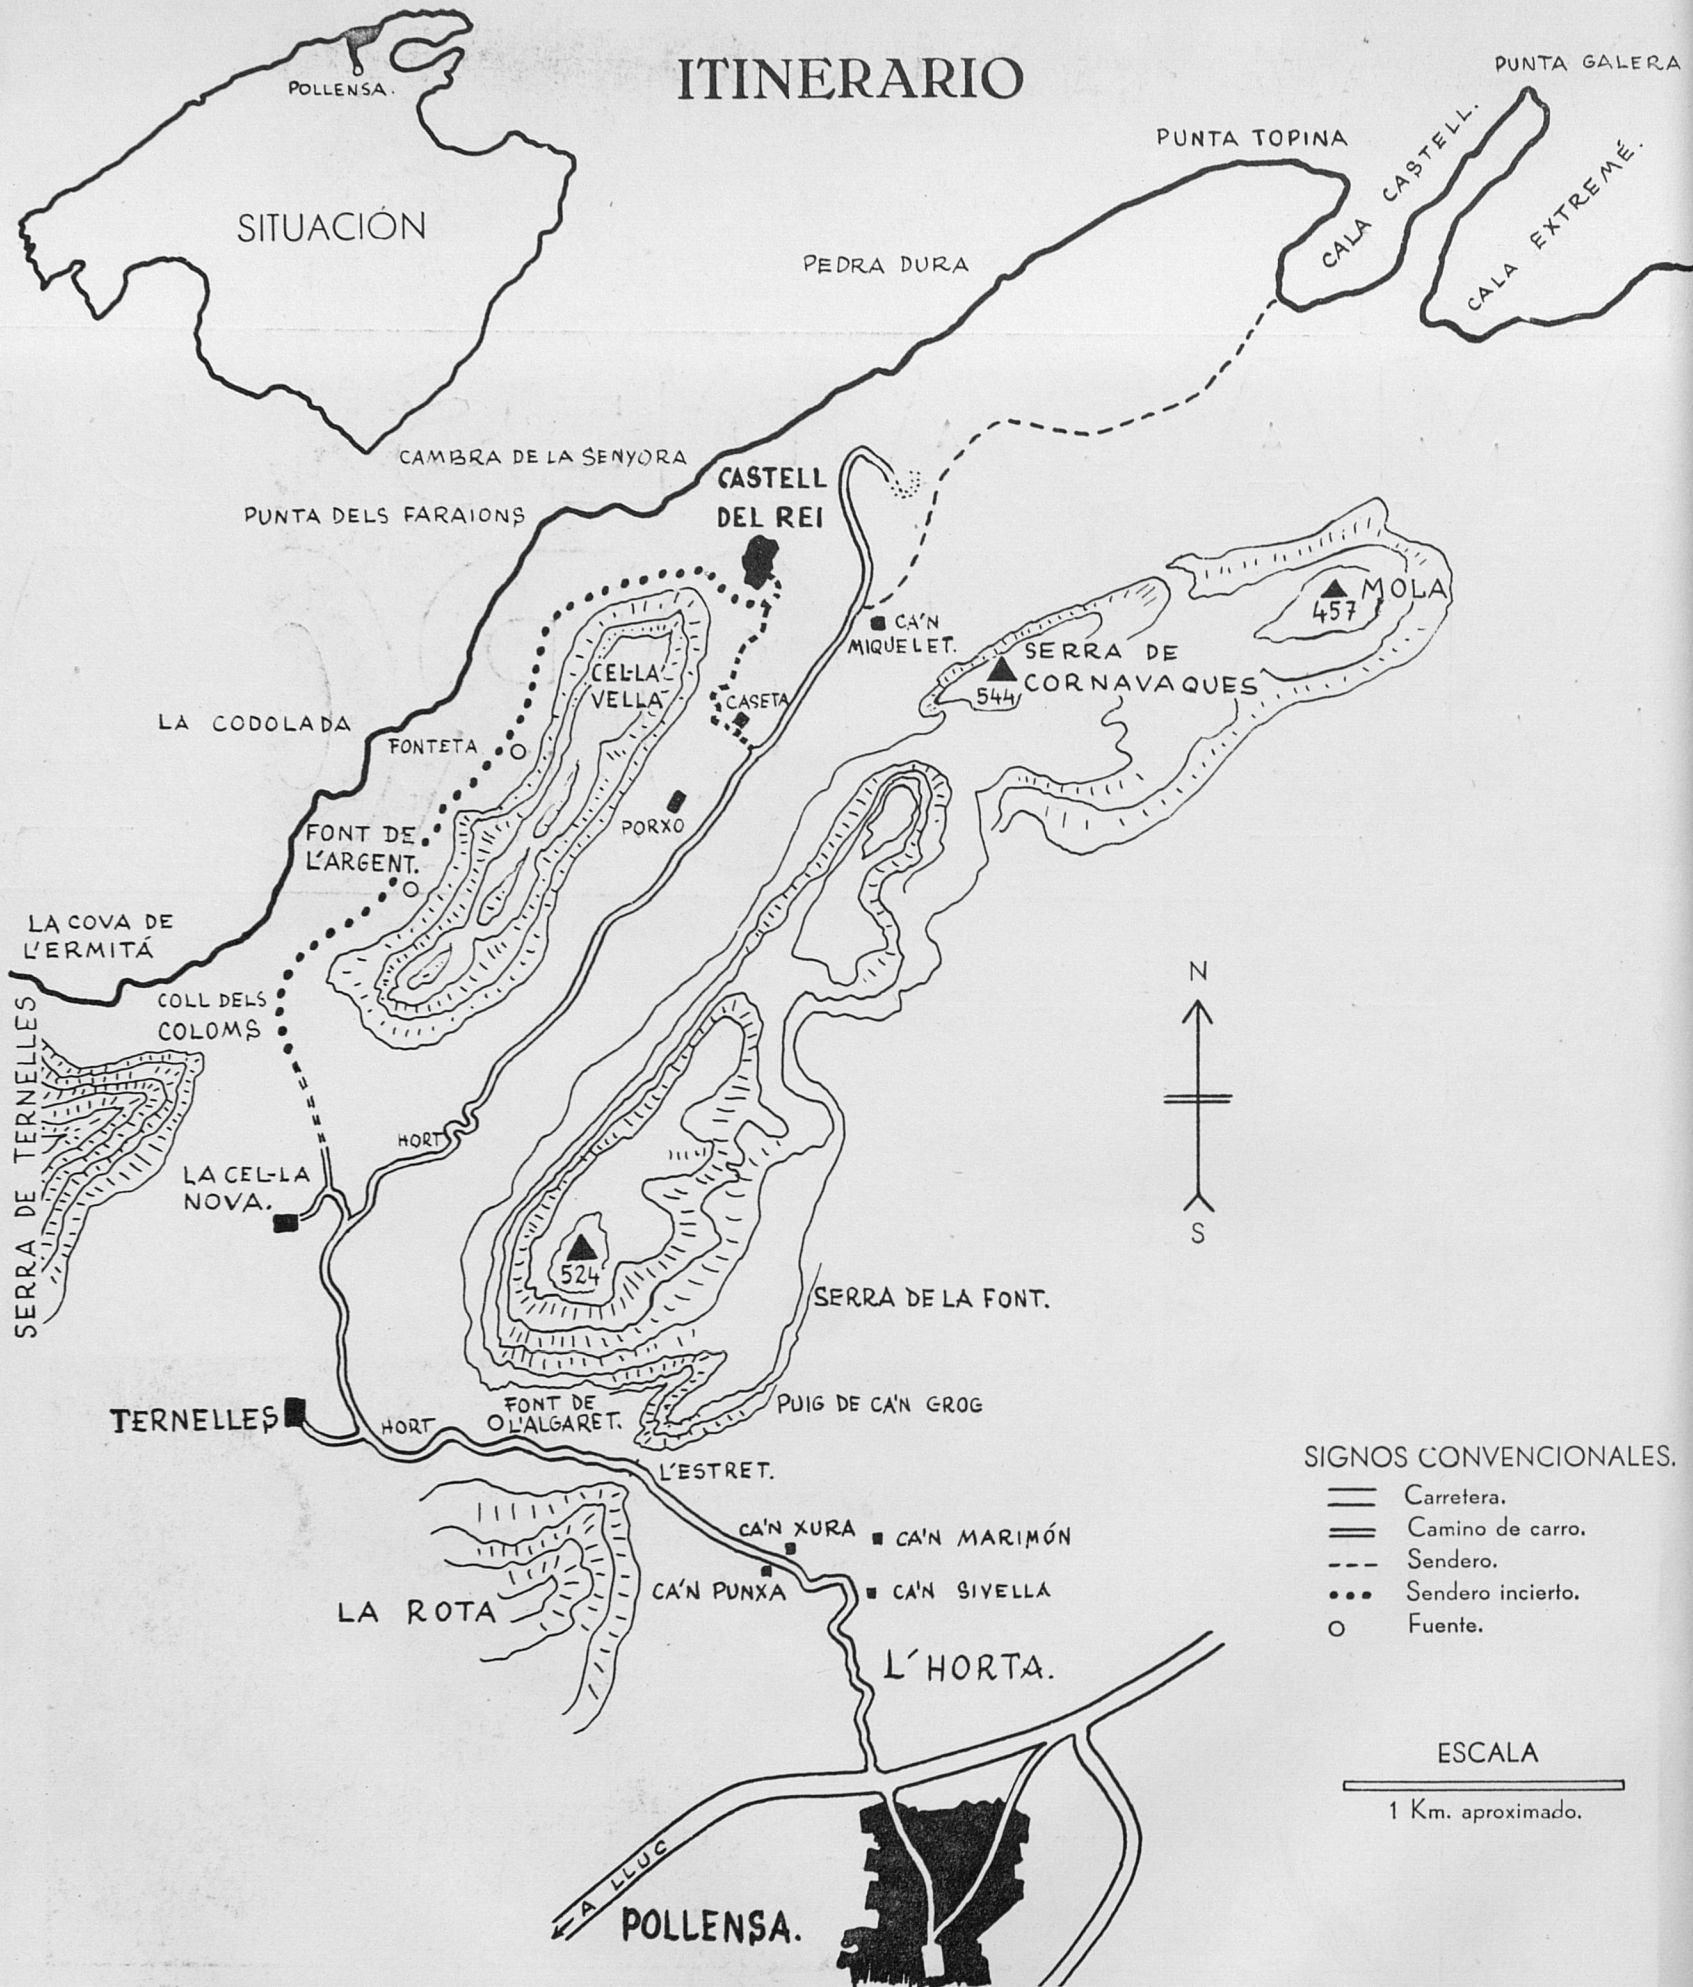 ITINERARIO
POLLENSA.
SITUACIÓN
PUNTA GALERA
PUNTA TOPINA
CALA CASTELL.
CALA EXTREMÉ.
PEDRA DURA
CAMBRA DE LA SENYORA
CASTELL
DEL REI
PUNTA DELS FARAIONS
MOLA
457
CA'N
MIQUELET.
SERRA DE
CORNAVAQUES
544
CEL-LA
VELLA
CASETA
LA CODOLADA
FONTETA
PORXO
FONT DE
L'ARGENT.
LA COVA DE
L'ERMITÁ
COLL DELS
COLOMS
N
S
SERRA DE TERNELLES
HORT
LA CEL-LA
NOVA.
524
SERRA DE LA FONT.
TERNELLES
HORT
FONT DE
L'ALGARET.
PUIG DE CA'N GROG
L'ESTRET.
CA'N XURA
CA'N MARIMÓN
CA'N PUNXA
CA'N SIVELLA
LA ROTA
L'HORTA.
A LLUC
POLLENSA.
SIGNOS CONVENCIONALES.
Carretera.
Camino de carro.
Sendero.
Sendero incierto.
Fuente.
ESCALA
1 Km. aproximado.